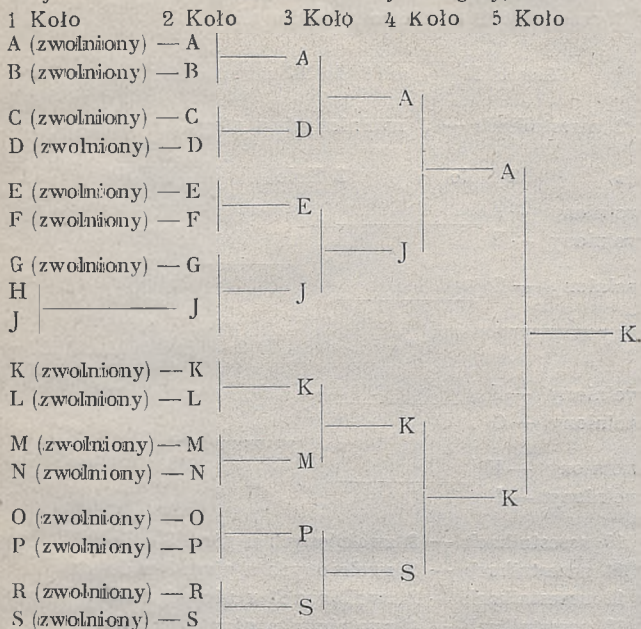 1 Koło 2 Koło 3 Koło 4 Koło 5 Koło
A (zwolniony) — A
B (zwolniony) — B
A
C (zwolniony) — C
D (zwolniony) — D
D
A
E (zwolniony) — E
F (zwolniony) — F
E
G (zwolniony) — G
H
J
J
J
J
A
K (zwolniony) — K
L (zwolniony) — L
K
M (zwolniony) — M
N (zwolniony) — N
M
K
O (zwolniony) — O
P (zwolniony) — P
P
R (zwolniony) — R
S (zwolniony) — S
S
S
K
K.